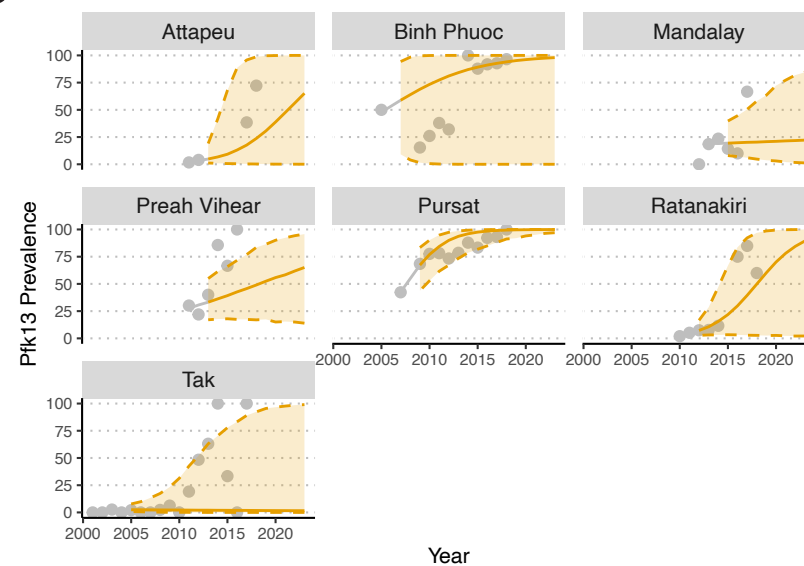 Attapeu Binh Phuoc Mandalay
100
75
50
25
0
Preah Vihear Pursat Ratanakiri
100
75
50
25
0
2000 2005 2010 2015 2020 2000 2005 2010 2015 2020
Tak
100
75
50
25
0
2000 2005 2010 2015 2020
Pfk13 Prevalence
Year